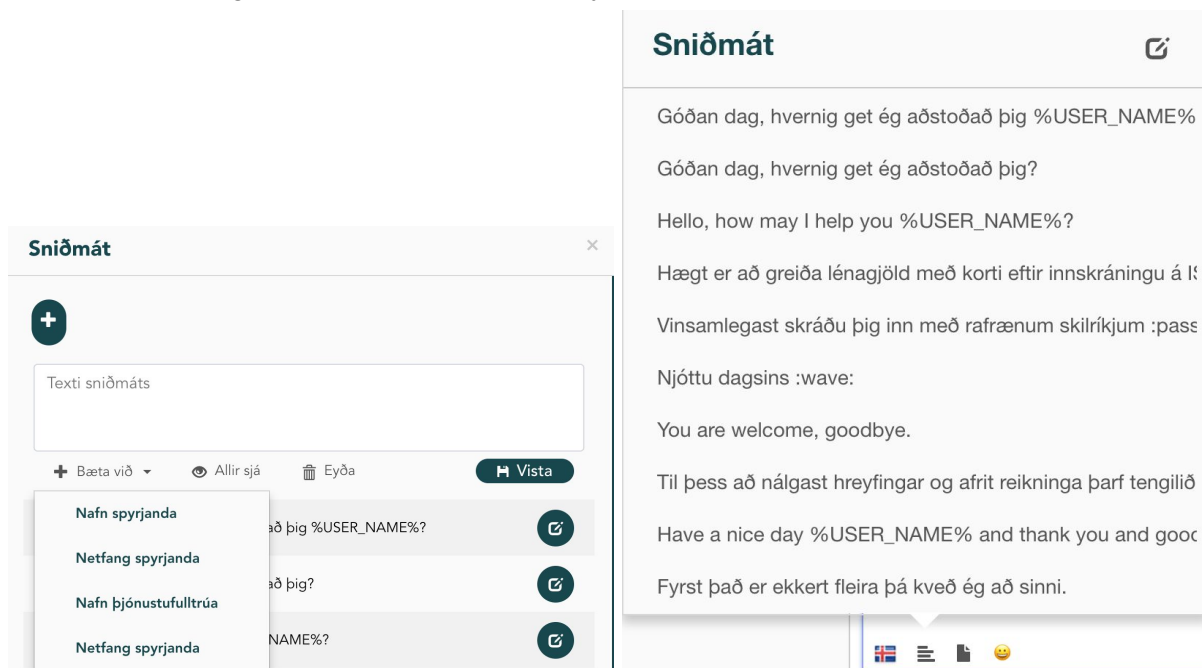 Sniðmát
Texti sniðmáts
Bæta við
Allir sjá
Eyða
Vista
Nafn spyrjanda
Netfang spyrjanda
Nafn þjónustufulltrúa
Netfang spyrjanda
að þig %USER_NAME%?
að þig?
NAME%?
Sniðmát
Góðan dag, hvernig get ég aðstoðað þig %USER_NAME%
Góðan dag, hvernig get ég aðstoðað þig?
Hello, how may I help you %USER_NAME%?
Hægt er að greiða lénagjöld með korti eftir innskráningu á
Vinsamlegast skráðu þig inn með rafrænum skilríkjum :pass
Njóttu dagsins :wave:
You are welcome, goodbye.
Til þess að nálgast hreyfingar og afrit reikninga þarf tengilið
Have a nice day %USER_NAME% and thank you and
Fyrst það er ekkert fleira þá kveð ég að sinni.